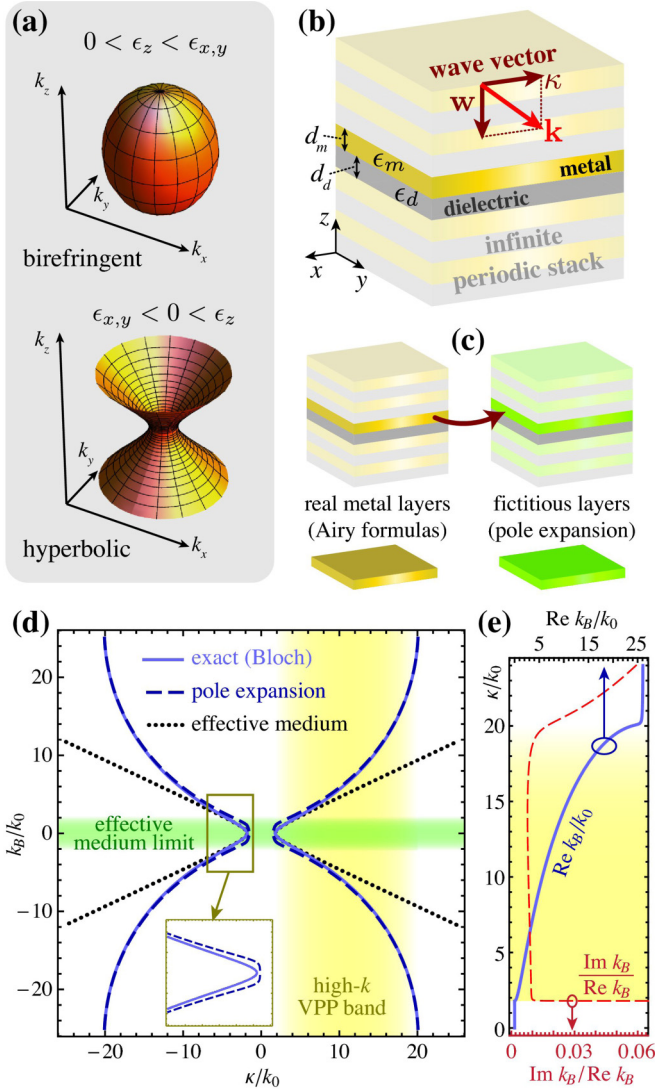 (a)
0 < ϵz < ϵx,y
kz
ky
kx
birefringent
ϵx,y < 0 < ϵz
kz
ky
kx
hyperbolic
(b)
wave vector
κ
w
k
dm
ϵm
metal
dd
ϵd
dielectric
z
x
y
infinite
periodic stack
(c)
real metal layers
(Airy formulas)
fictitious layers
(pole expansion)
(d)
exact (Bloch)
pole expansion
effective medium
effective
medium limit
high-k
VPP band
kB/k0
20
10
0
−10
−20
−20
−10
0
10
20
κ/k0
(e)
Re kB/k0
5
15
25
κ/k0
20
10
0
Re kB/k0
Im kB
Re kB
0
0.03
0.06
Im kB/Re kB